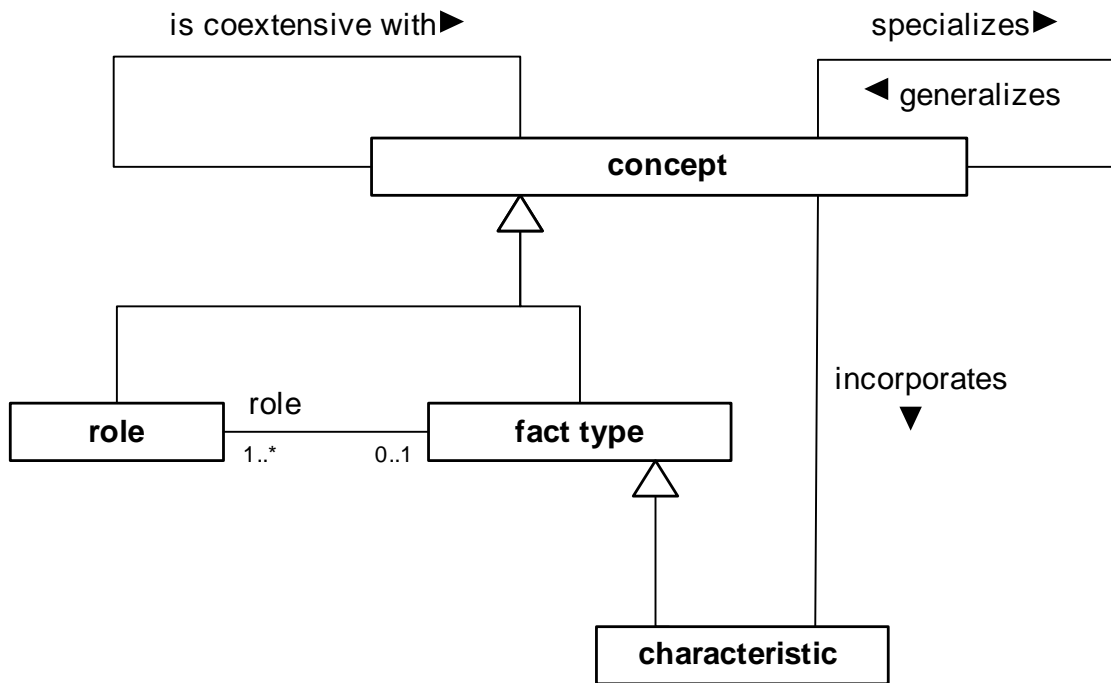 is coextensive with►
specializes►
◄ generalizes
concept
incorporates
▼
role
role
1..*
0..1
fact type
characteristic